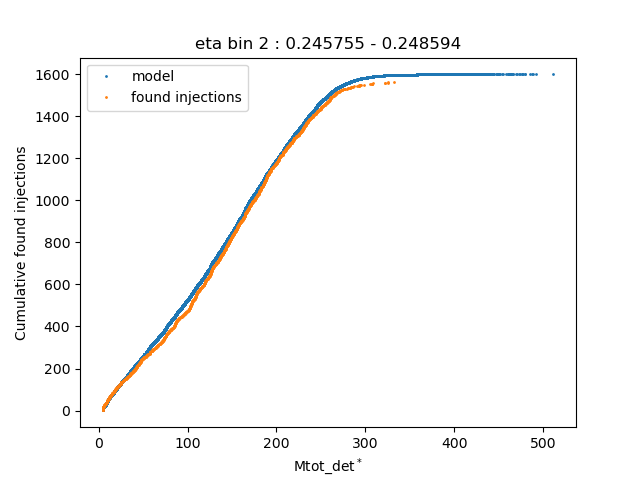 eta bin 2 : 0.245755 - 0.248594
model
found injections
Cumulative found injections
1600
1400
1200
1000
800
600
400
200
0
0 100 200 300 400 500
Mtot_det*